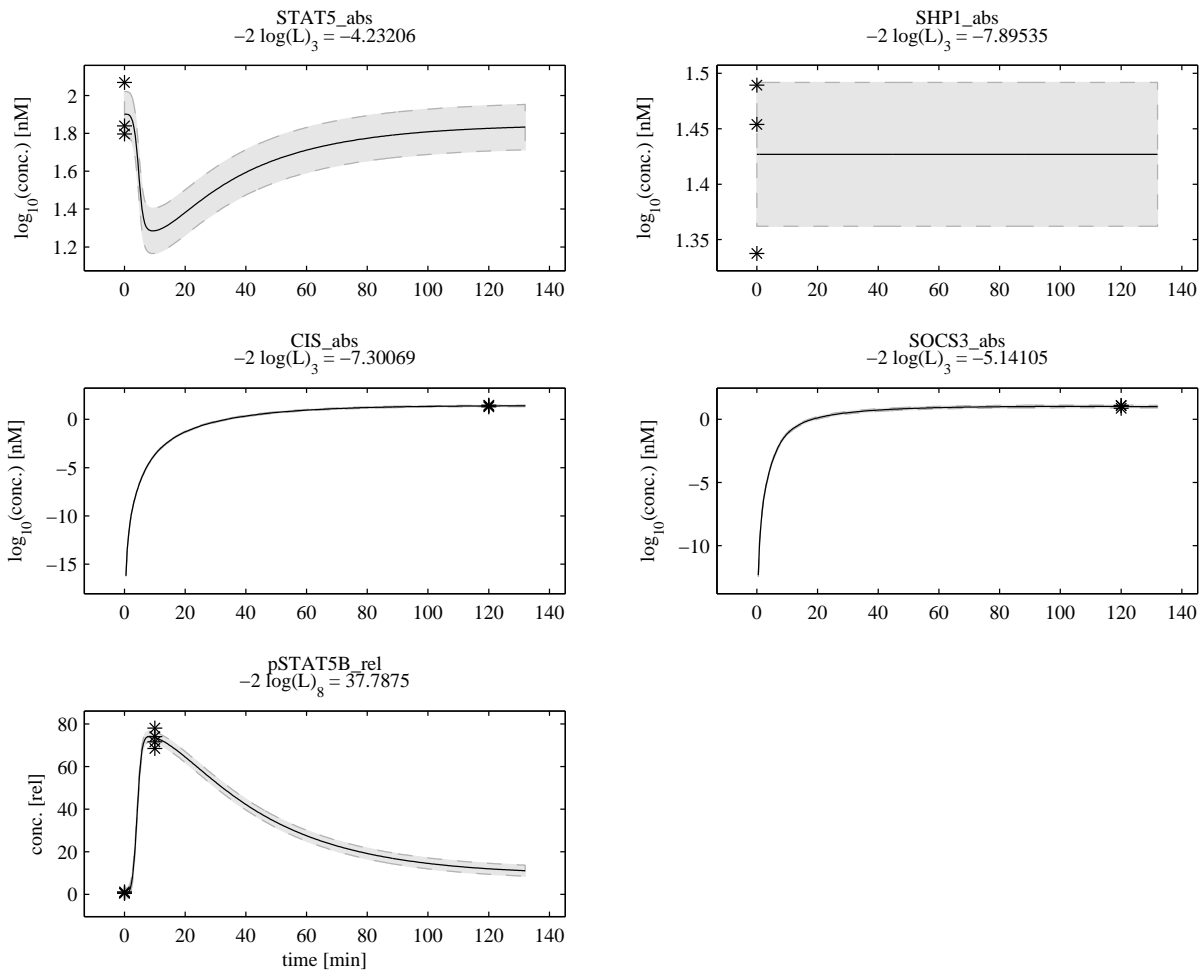 STAT5_abs
−2 log(L)3 = −4.23206
2
1.8
1.6
1.4
1.2
log10(conc.) [nM]
0 20 40 60 80 100 120 140
SHP1_abs
−2 log(L)3 = −7.89535
1.5
1.45
1.4
1.35
log10(conc.) [nM]
0 20 40 60 80 100 120 140
CIS_abs
−2 log(L)3 = −7.30069
0
−5
−10
−15
log10(conc.) [nM]
0 20 40 60 80 100 120 140
SOCS3_abs
−2 log(L)3 = −5.14105
0
−5
−10
log10(conc.) [nM]
0 20 40 60 80 100 120 140
pSTAT5B_rel
−2 log(L)8 = 37.7875
80
60
40
20
0
conc. [rel]
0 20 40 60 80 100 120 140
time [min]